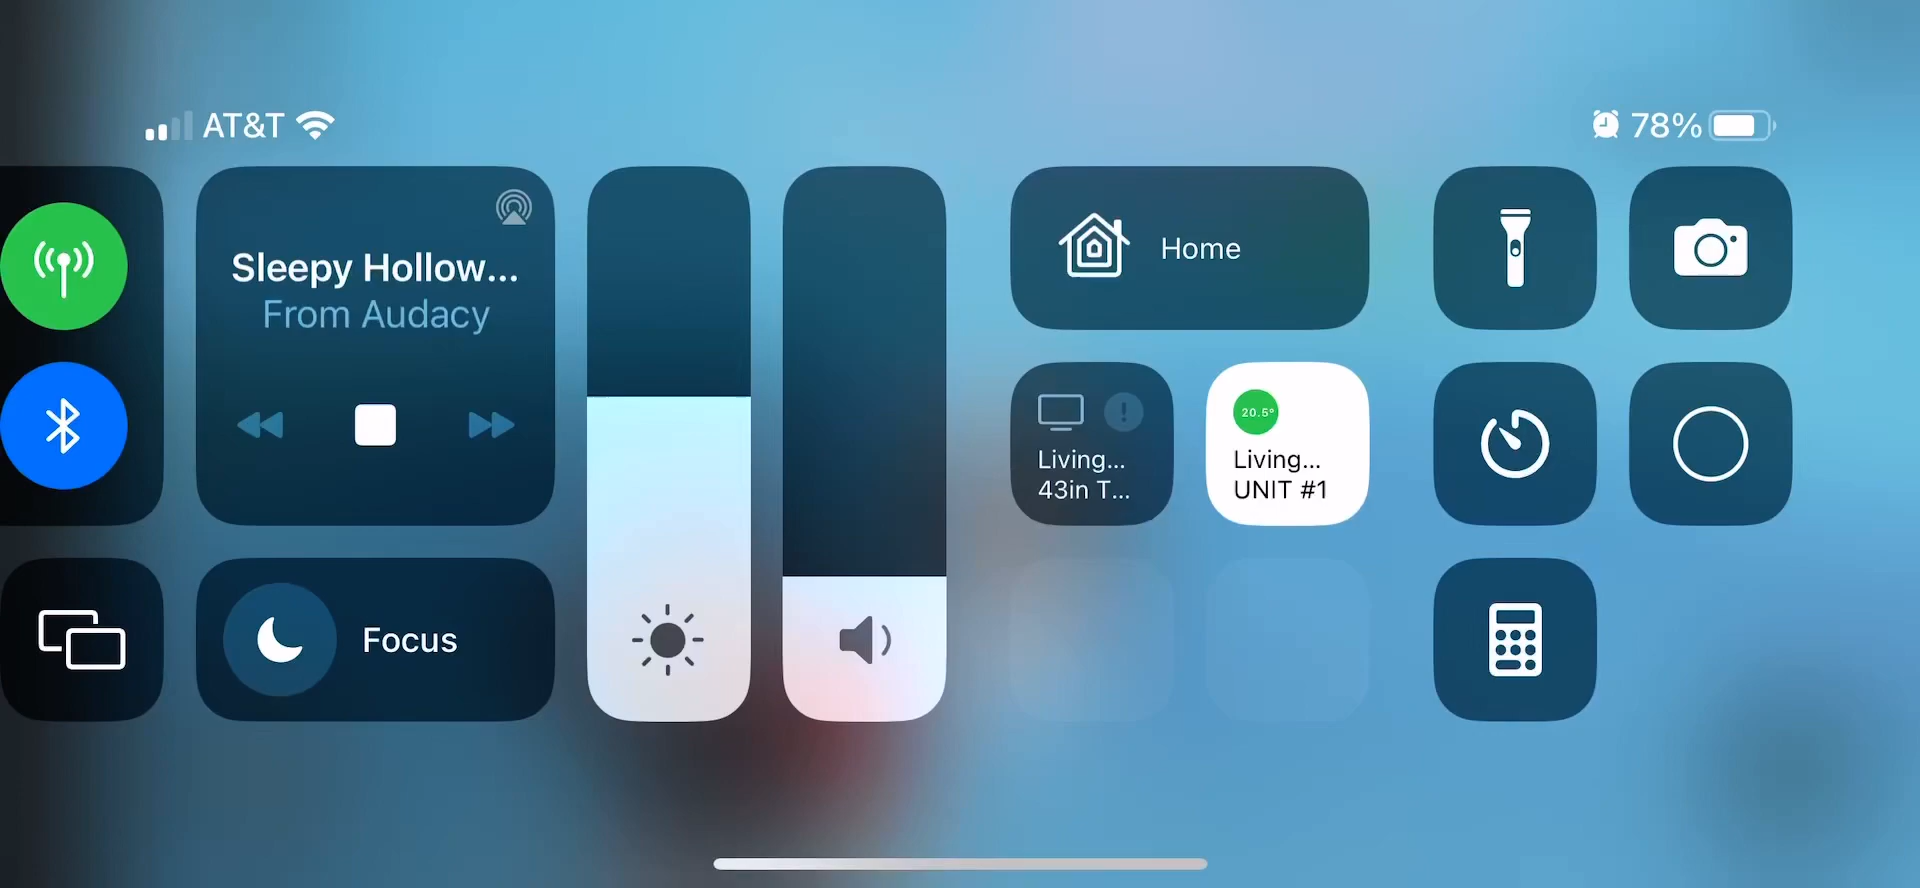 AT&T
78%
Sleepy Hollow...
From Audacy
Focus
Home
Living...
43in T...
20.5°
Living...
UNIT #1